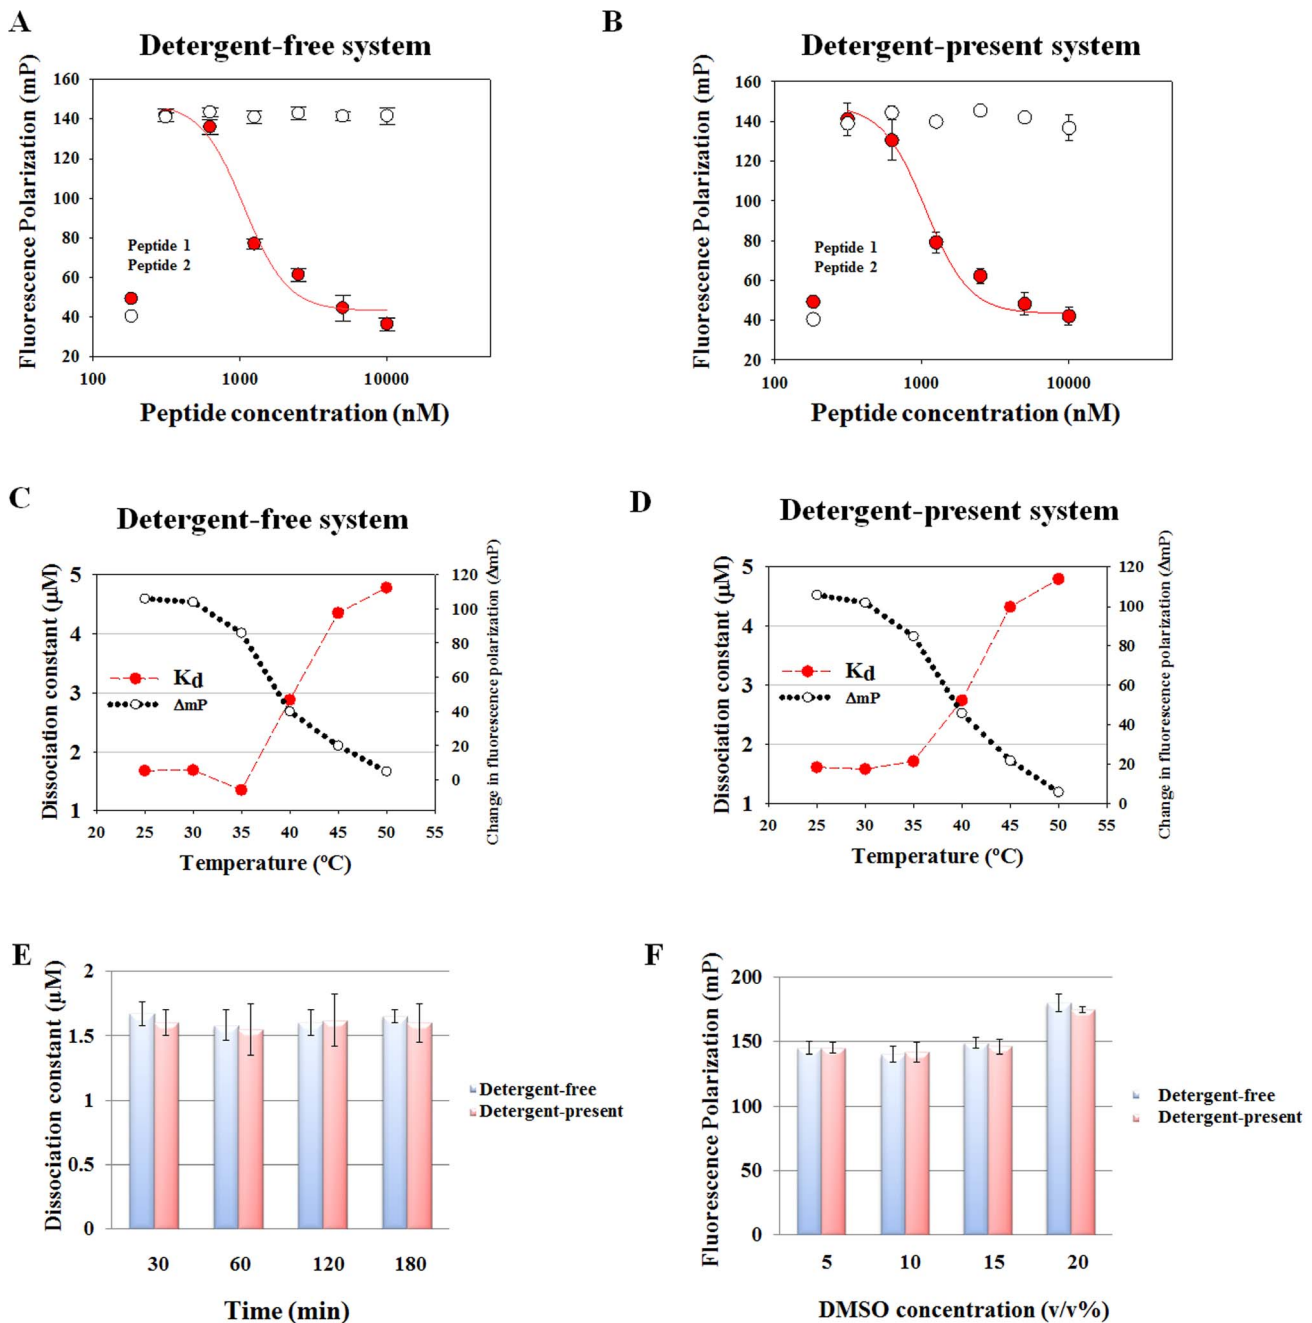 A
Detergent-free system
Fluorescence Polarization (mP)
160
140
120
100
80
60
40
20
Peptide 1
Peptide 2
100
1000
10000
Peptide concentration (nM)
B
Detergent-present system
Fluorescence Polarization (mP)
160
140
120
100
80
60
40
20
Peptide 1
Peptide 2
100
1000
10000
Peptide concentration (nM)
C
Detergent-free system
Dissociation constant (μM)
5
4
3
2
1
Kd
ΔmP
120
100
80
60
40
20
0
Change in fluorescence polarization (ΔmP)
20
25
30
35
40
45
50
55
Temperature (ºC)
D
Detergent-present system
Dissociation constant (μM)
5
4
3
2
1
Kd
ΔmP
120
100
80
60
40
20
0
Change in fluorescence polarization (ΔmP)
20
25
30
35
40
45
50
55
Temperature (ºC)
E
Dissociation constant (μM)
2
1.5
1
0.5
0
30
60
120
180
Time (min)
Detergent-free
Detergent-present
F
Fluorescence Polarization (mP)
200
150
100
50
0
5
10
15
20
DMSO concentration (v/v%)
Detergent-free
Detergent-present